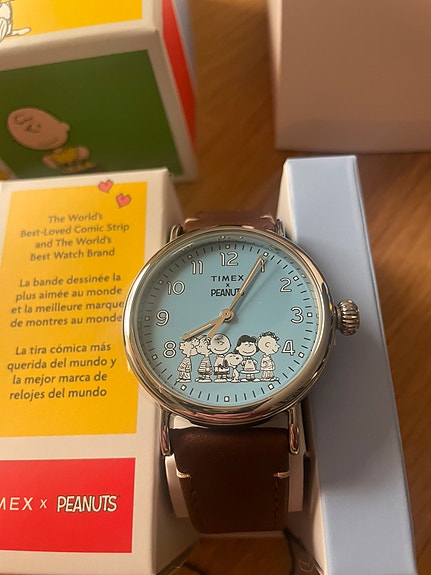 The World's
Best-Loved Comic Strip
and The World's
Best Watch Brand
La bande dessinée la
plus aimée au monde
et la meilleure marque
de montres au monde
La tira cómica más
querida del mundo y
la mejor marca de
relojes del mundo
MEX x PEANUTS
TIMEX
x
PEANUTS
12
1
2
3
4
8
9
10
11